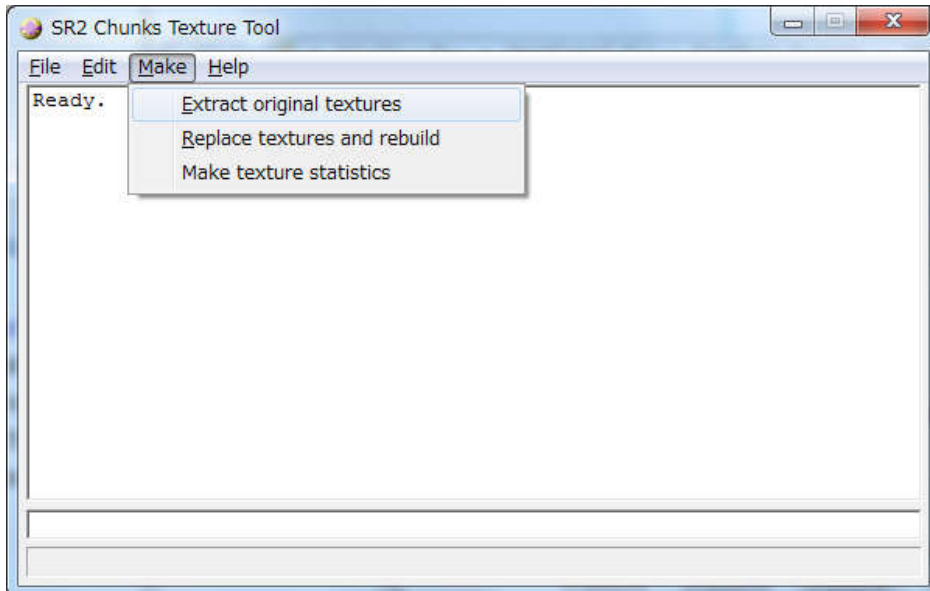 SR2 Chunks Texture Tool
File Edit Make Help
Ready.
Extract original textures
Replace textures and rebuild
Make texture statistics